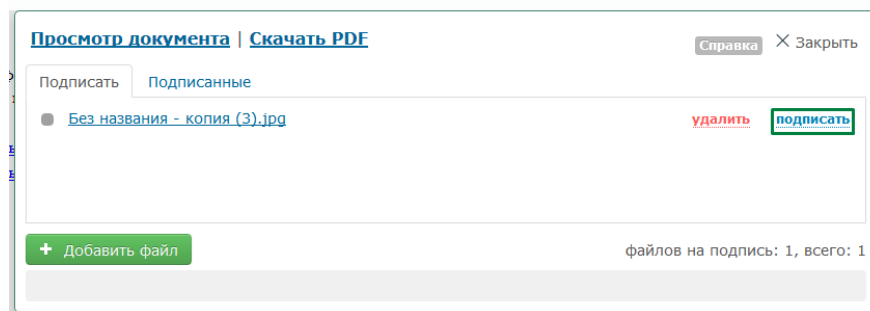 Просмотр документа | Скачать PDF
Справка × Закрыть
Подписать Подписанные
Без названия - копия (3).jpg удалить подписать
+ Добавить файл файлов на подпись: 1, всего: 1